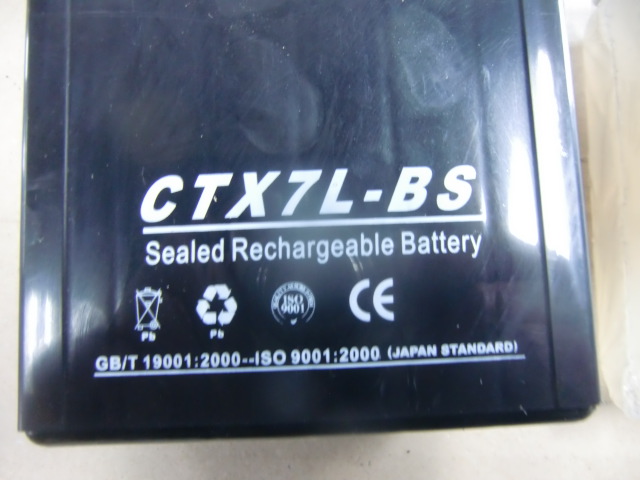 CTX7L-BS
Sealed Rechargeable Battery
Pb
Pb
ISO
9001
CE
GB/T 19001:2000--ISO 9001:2000 (JAPAN STANDARD)